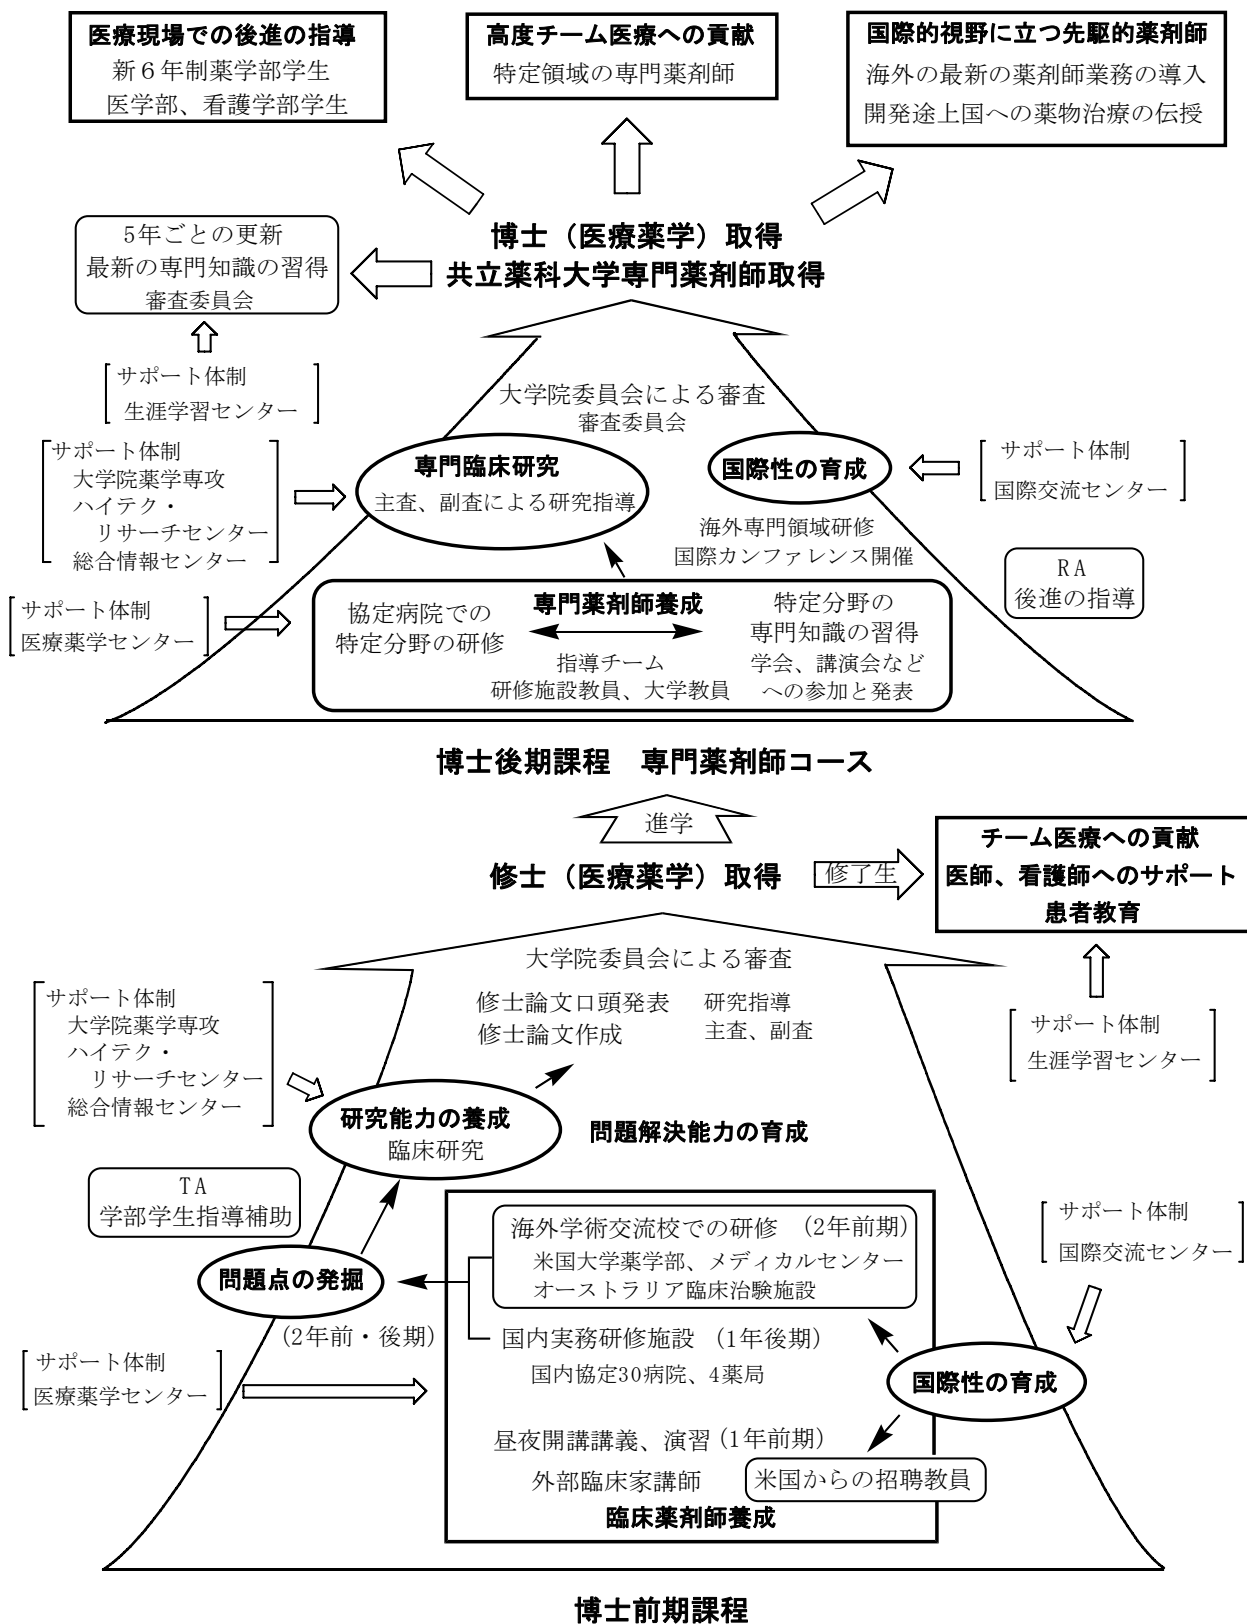 医療現場での後進の指導
新６年制薬学部学生
医学部、看護学部学生
高度チーム医療への貢献
特定領域の専門薬剤師
国際的視野に立つ先駆的薬剤師
海外の最新の薬剤師業務の導入
開発途上国への薬物治療の伝授
博士（医療薬学）取得
共立薬科大学専門薬剤師取得
5年ごとの更新
最新の専門知識の習得
審査委員会
サポート体制
生涯学習センター
大学院委員会による審査
審査委員会
サポート体制
大学院薬学専攻
ハイテク・
リサーチセンター
総合情報センター
専門臨床研究
主査、副査による研究指導
国際性の育成
海外専門領域研修
国際カンファレンス開催
サポート体制
国際交流センター
RA
後進の指導
サポート体制
医療薬学センター
協定病院での
特定分野の研修
専門薬剤師養成
指導チーム
研修施設教員、大学教員
特定分野の
専門知識の習得
学会、講演会など
への参加と発表
博士後期課程　専門薬剤師コース
進学
修士（医療薬学）取得
修了生
チーム医療への貢献
医師、看護師へのサポート
患者教育
大学院委員会による審査
修士論文口頭発表
修士論文作成
研究指導
主査、副査
サポート体制
大学院薬学専攻
ハイテク・
リサーチセンター
総合情報センター
サポート体制
生涯学習センター
研究能力の養成
臨床研究
問題解決能力の育成
TA
学部学生指導補助
問題点の発掘
(2年前・後期)
海外学術交流校での研修　(2年前期)
米国大学薬学部、メディカルセンター
オーストラリア臨床治験施設
国内実務研修施設　(1年後期)
国内協定30病院、4薬局
サポート体制
国際交流センター
国際性の育成
サポート体制
医療薬学センター
昼夜開講講義、演習 (1年前期)
外部臨床家講師
米国からの招聘教員
臨床薬剤師養成
博士前期課程